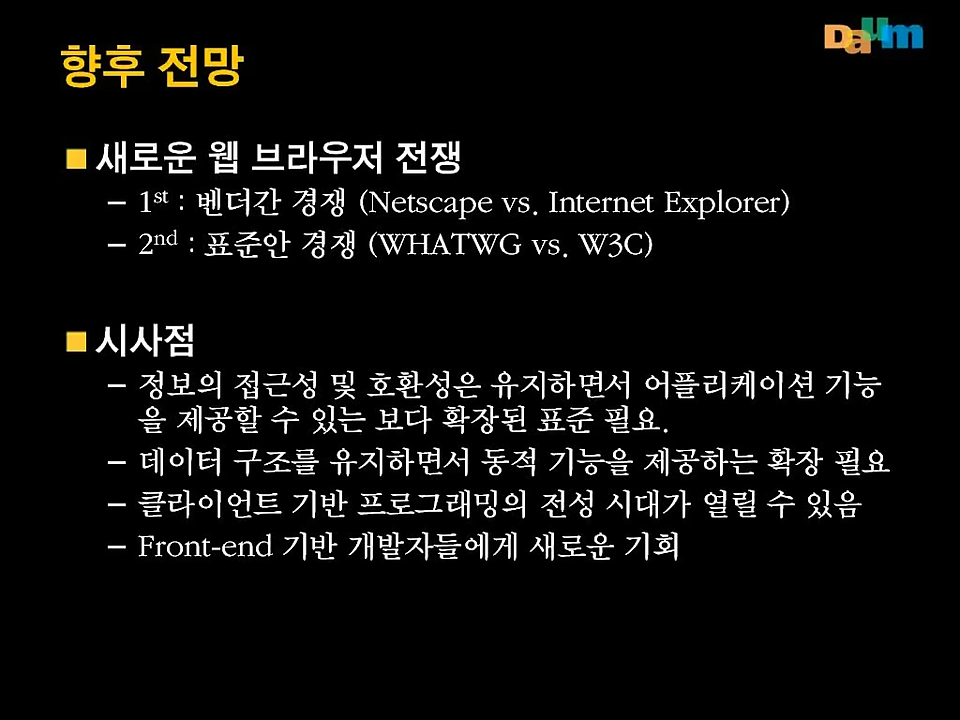 Daum
향후 전망
새로운 웹 브라우저 전쟁
– 1st : 벤더간 경쟁 (Netscape vs. Internet Explorer)
– 2nd : 표준안 경쟁 (WHATWG vs. W3C)
시사점
– 정보의 접근성 및 호환성은 유지하면서 어플리케이션 기능
을 제공할 수 있는 보다 확장된 표준 필요.
– 데이터 구조를 유지하면서 동적 기능을 제공하는 확장 필요
– 클라이언트 기반 프로그래밍의 전성 시대가 열릴 수 있음
– Front-end 기반 개발자들에게 새로운 기회